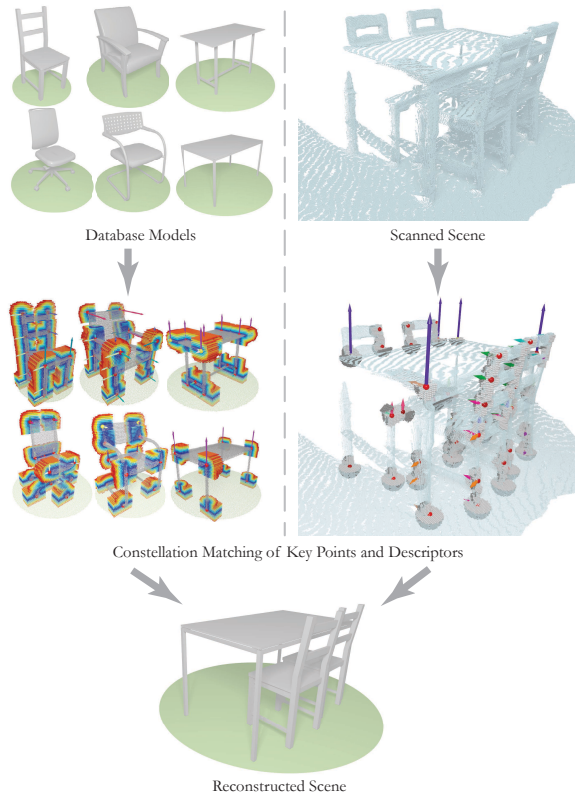 Database Models
Scanned Scene
Constellation Matching of Key Points and Descriptors
Reconstructed Scene